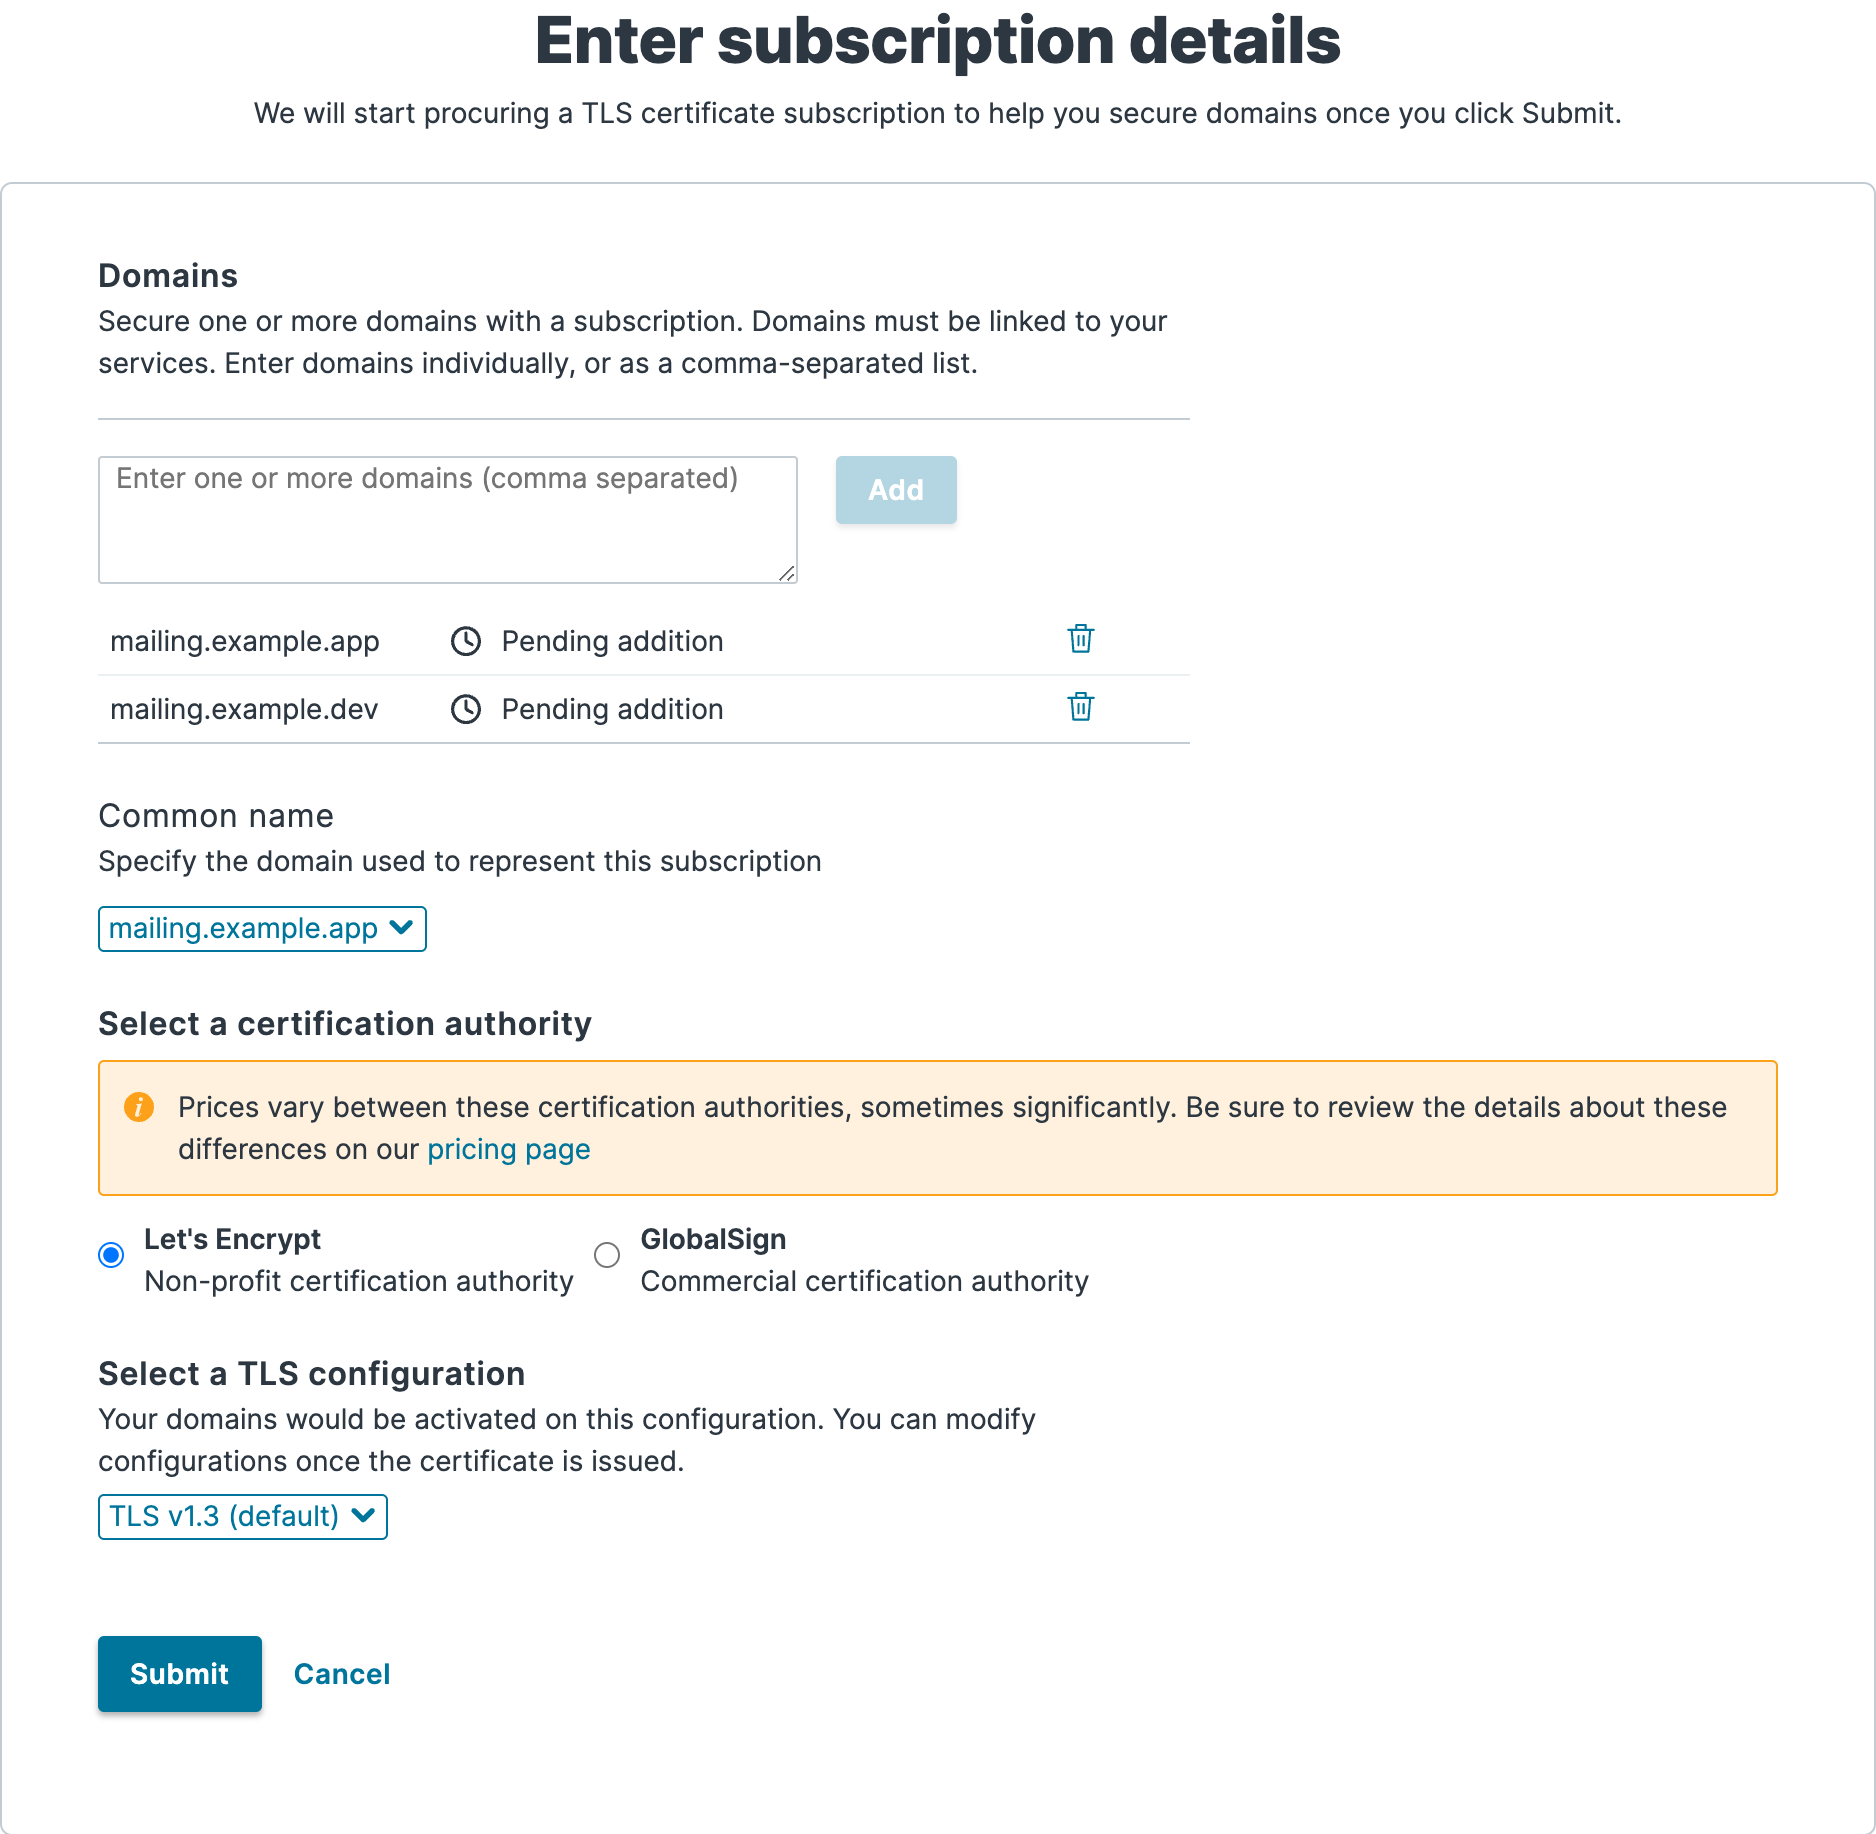 Enter subscription details
We will start procuring a TLS certificate subscription to help you secure domains once you click Submit.
Domains
Secure one or more domains with a subscription. Domains must be linked to your
services. Enter domains individually, or as a comma-separated list.
Enter one or more domains (comma separated)
Add
mailing.example.app Pending addition
mailing.example.dev Pending addition
Common name
Specify the domain used to represent this subscription
mailing.example.app
Select a certification authority
Prices vary between these certification authorities, sometimes significantly. Be sure to review the details about these
differences on our pricing page
Let's Encrypt
Non-profit certification authority
GlobalSign
Commercial certification authority
Select a TLS configuration
Your domains would be activated on this configuration. You can modify
configurations once the certificate is issued.
TLS v1.3 (default)
Submit Cancel